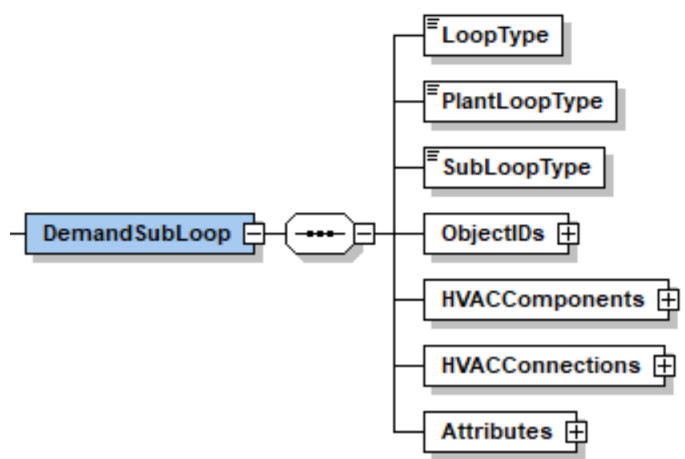 LoopType
PlantLoopType
SubLoopType
DemandSubLoop
ObjectIDs
HVACComponents
HVACConnections
Attributes